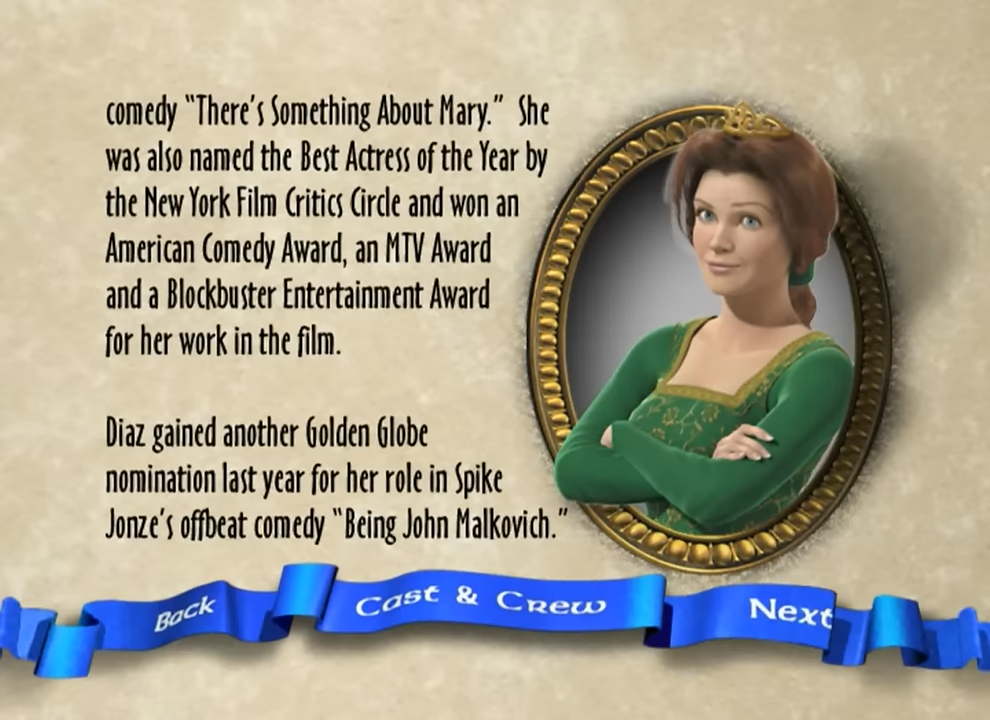 comedy “There’s Something About Mary.” She
was also named the Best Actress of the Year by
the New York Film Critics Circle and won an
American Comedy Award, an MTV Award
and a Blockbuster Entertainment Award
for her work in the film.
Diaz gained another Golden Globe
nomination last year for her role in Spike
Jonze’s offbeat comedy “Being John Malkovich.”
Back
Cast & Crew
Next